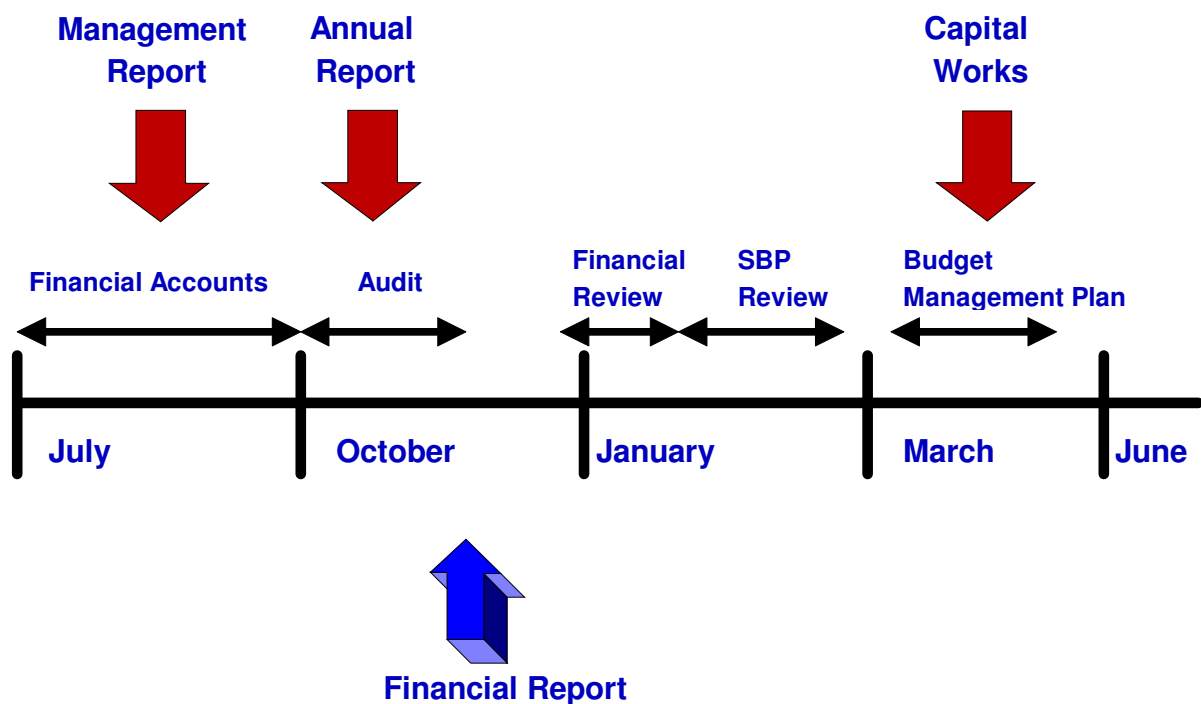 Management
Report
Annual
Report
Capital
Works
Financial Accounts
Audit
Financial
Review
SBP
Review
Budget
Management Plan
July
October
January
March
June
Financial Report